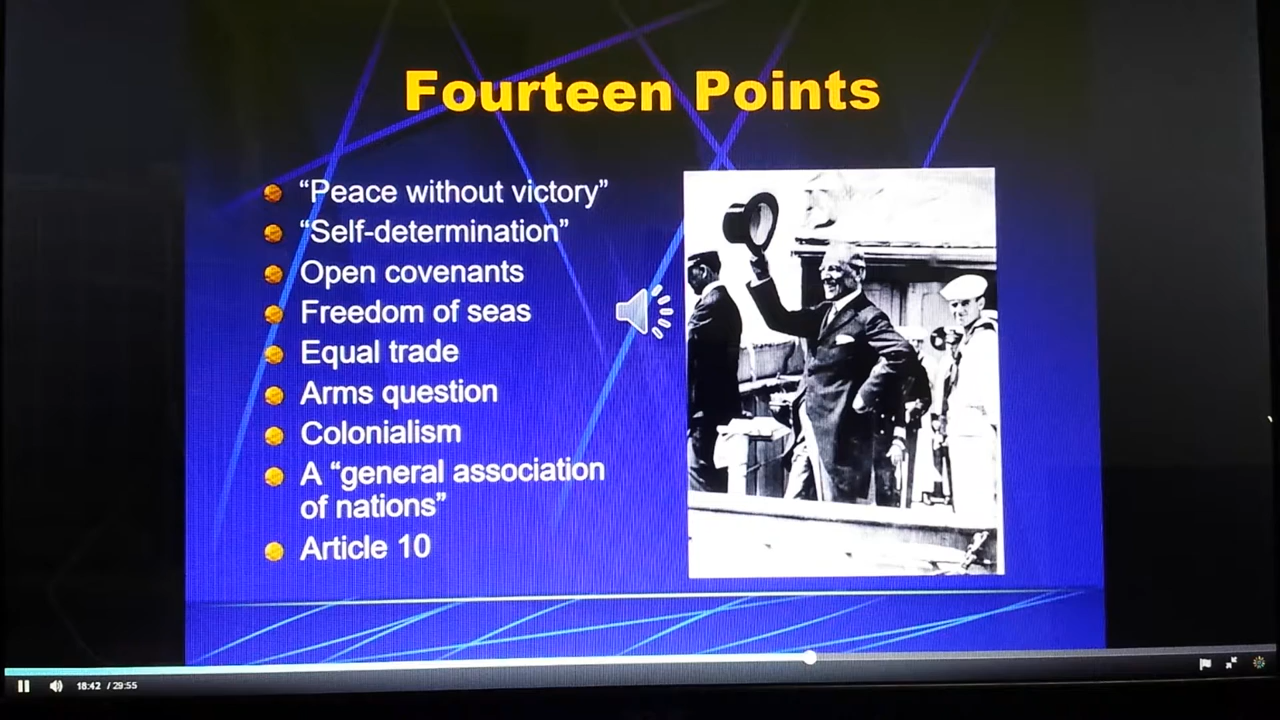 Fourteen Points
“Peace without victory”
“Self-determination”
Open covenants
Freedom of seas
Equal trade
Arms question
Colonialism
A “general association
of nations”
Article 10
18:42 / 29:55